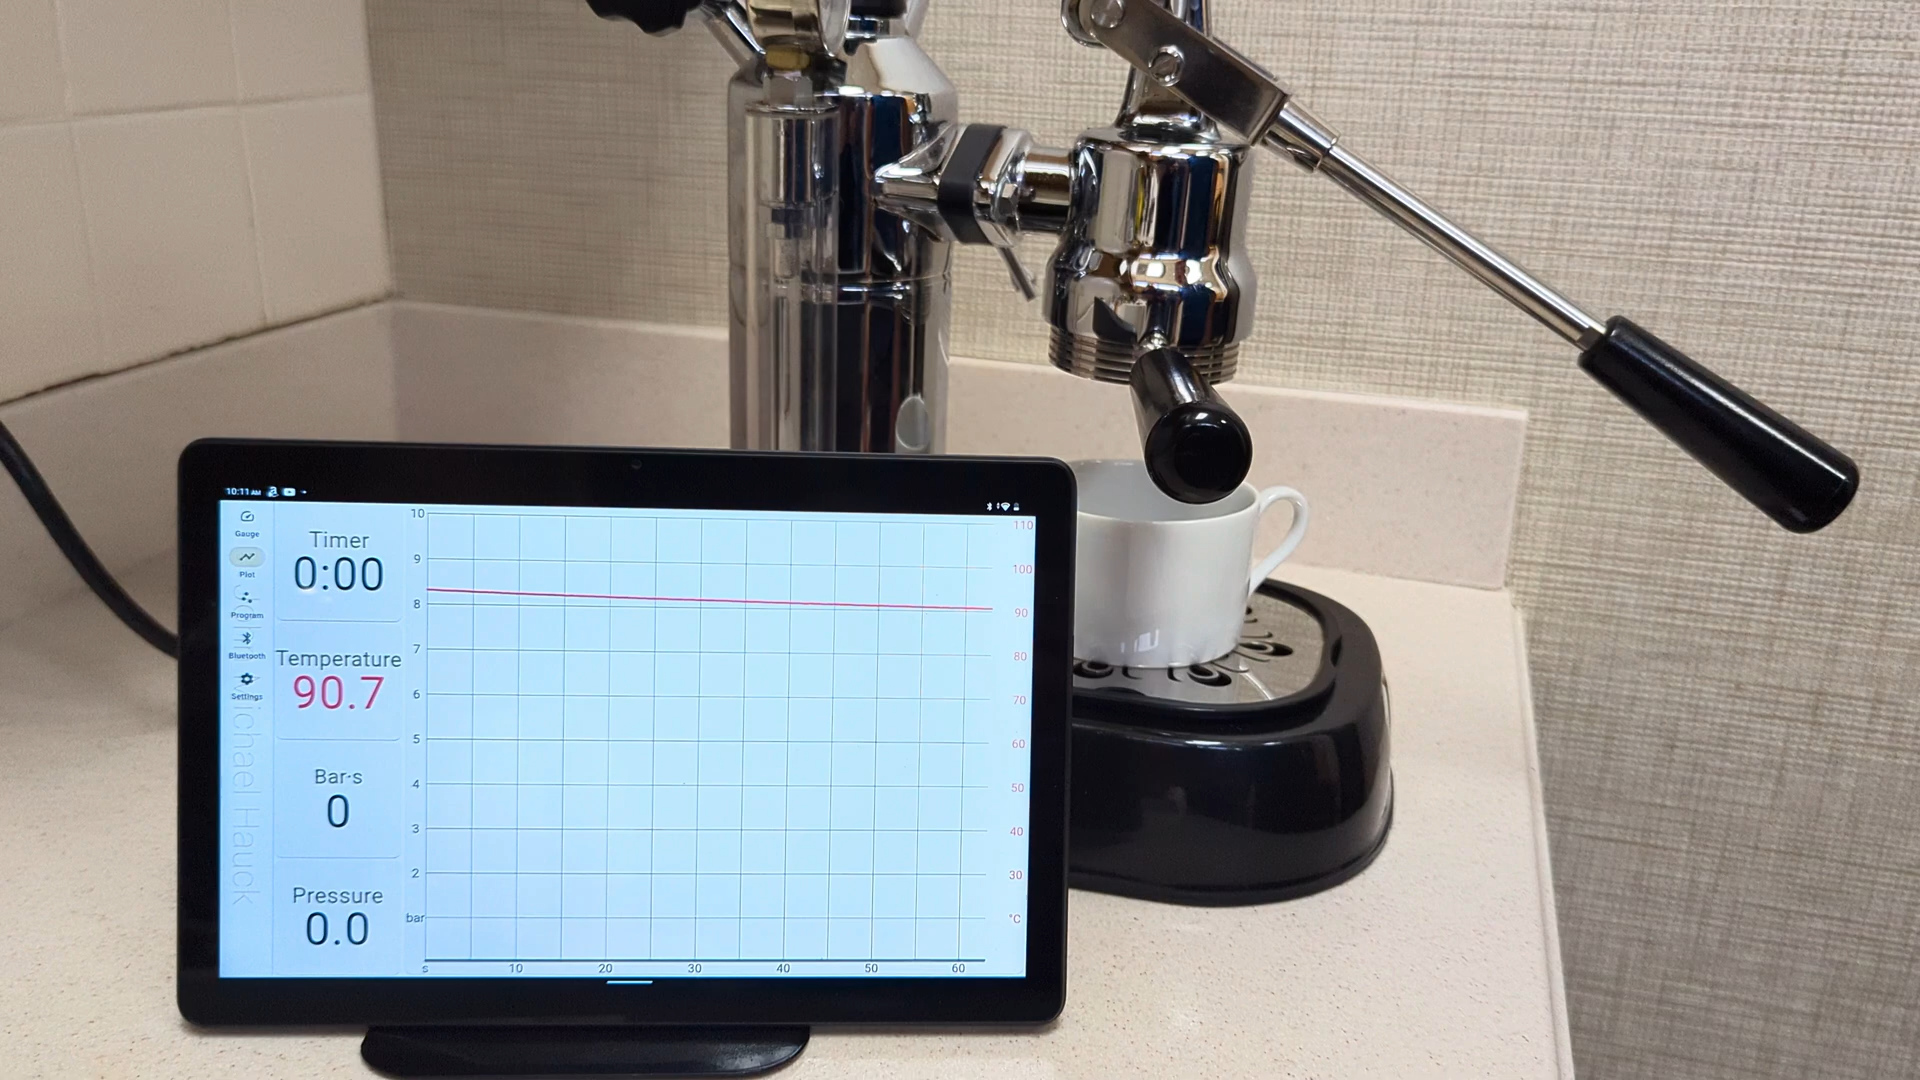 10:11 AM
Gauge
Plot
Program
Bluetooth
Settings
Michael Hauck
Timer
0:00
Temperature
90.7
Bar·s
0
Pressure
0.0
10
9
8
7
6
5
4
3
2
bar
s
10
20
30
40
50
60
110
100
90
80
70
60
50
40
30
°C